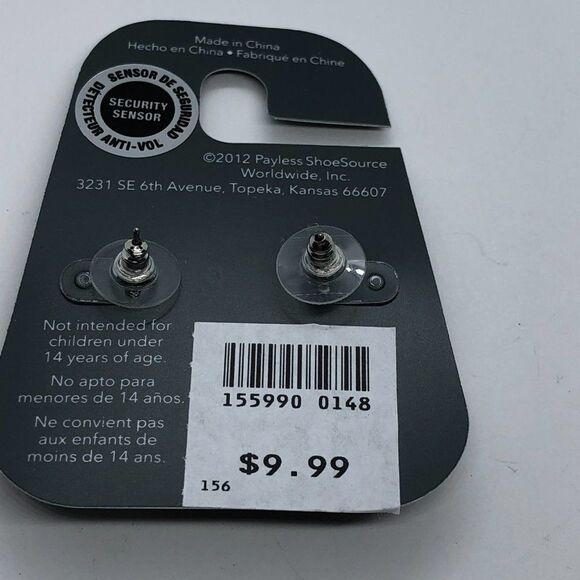 Made in China
Hecho en China • Fabriqué en Chine
SENSOR DE SEGURIDAD
SECURITY
SENSOR
DÉTECTEUR ANTI-VOL
©2012 Payless ShoeSource
Worldwide, Inc.
3231 SE 6th Avenue, Topeka, Kansas 66607
Not intended for
children under
14 years of age.
No apto para
menores de 14 años.
Ne convient pas
aux enfants de
moins de 14 ans.
155990 0148
$9.99
156